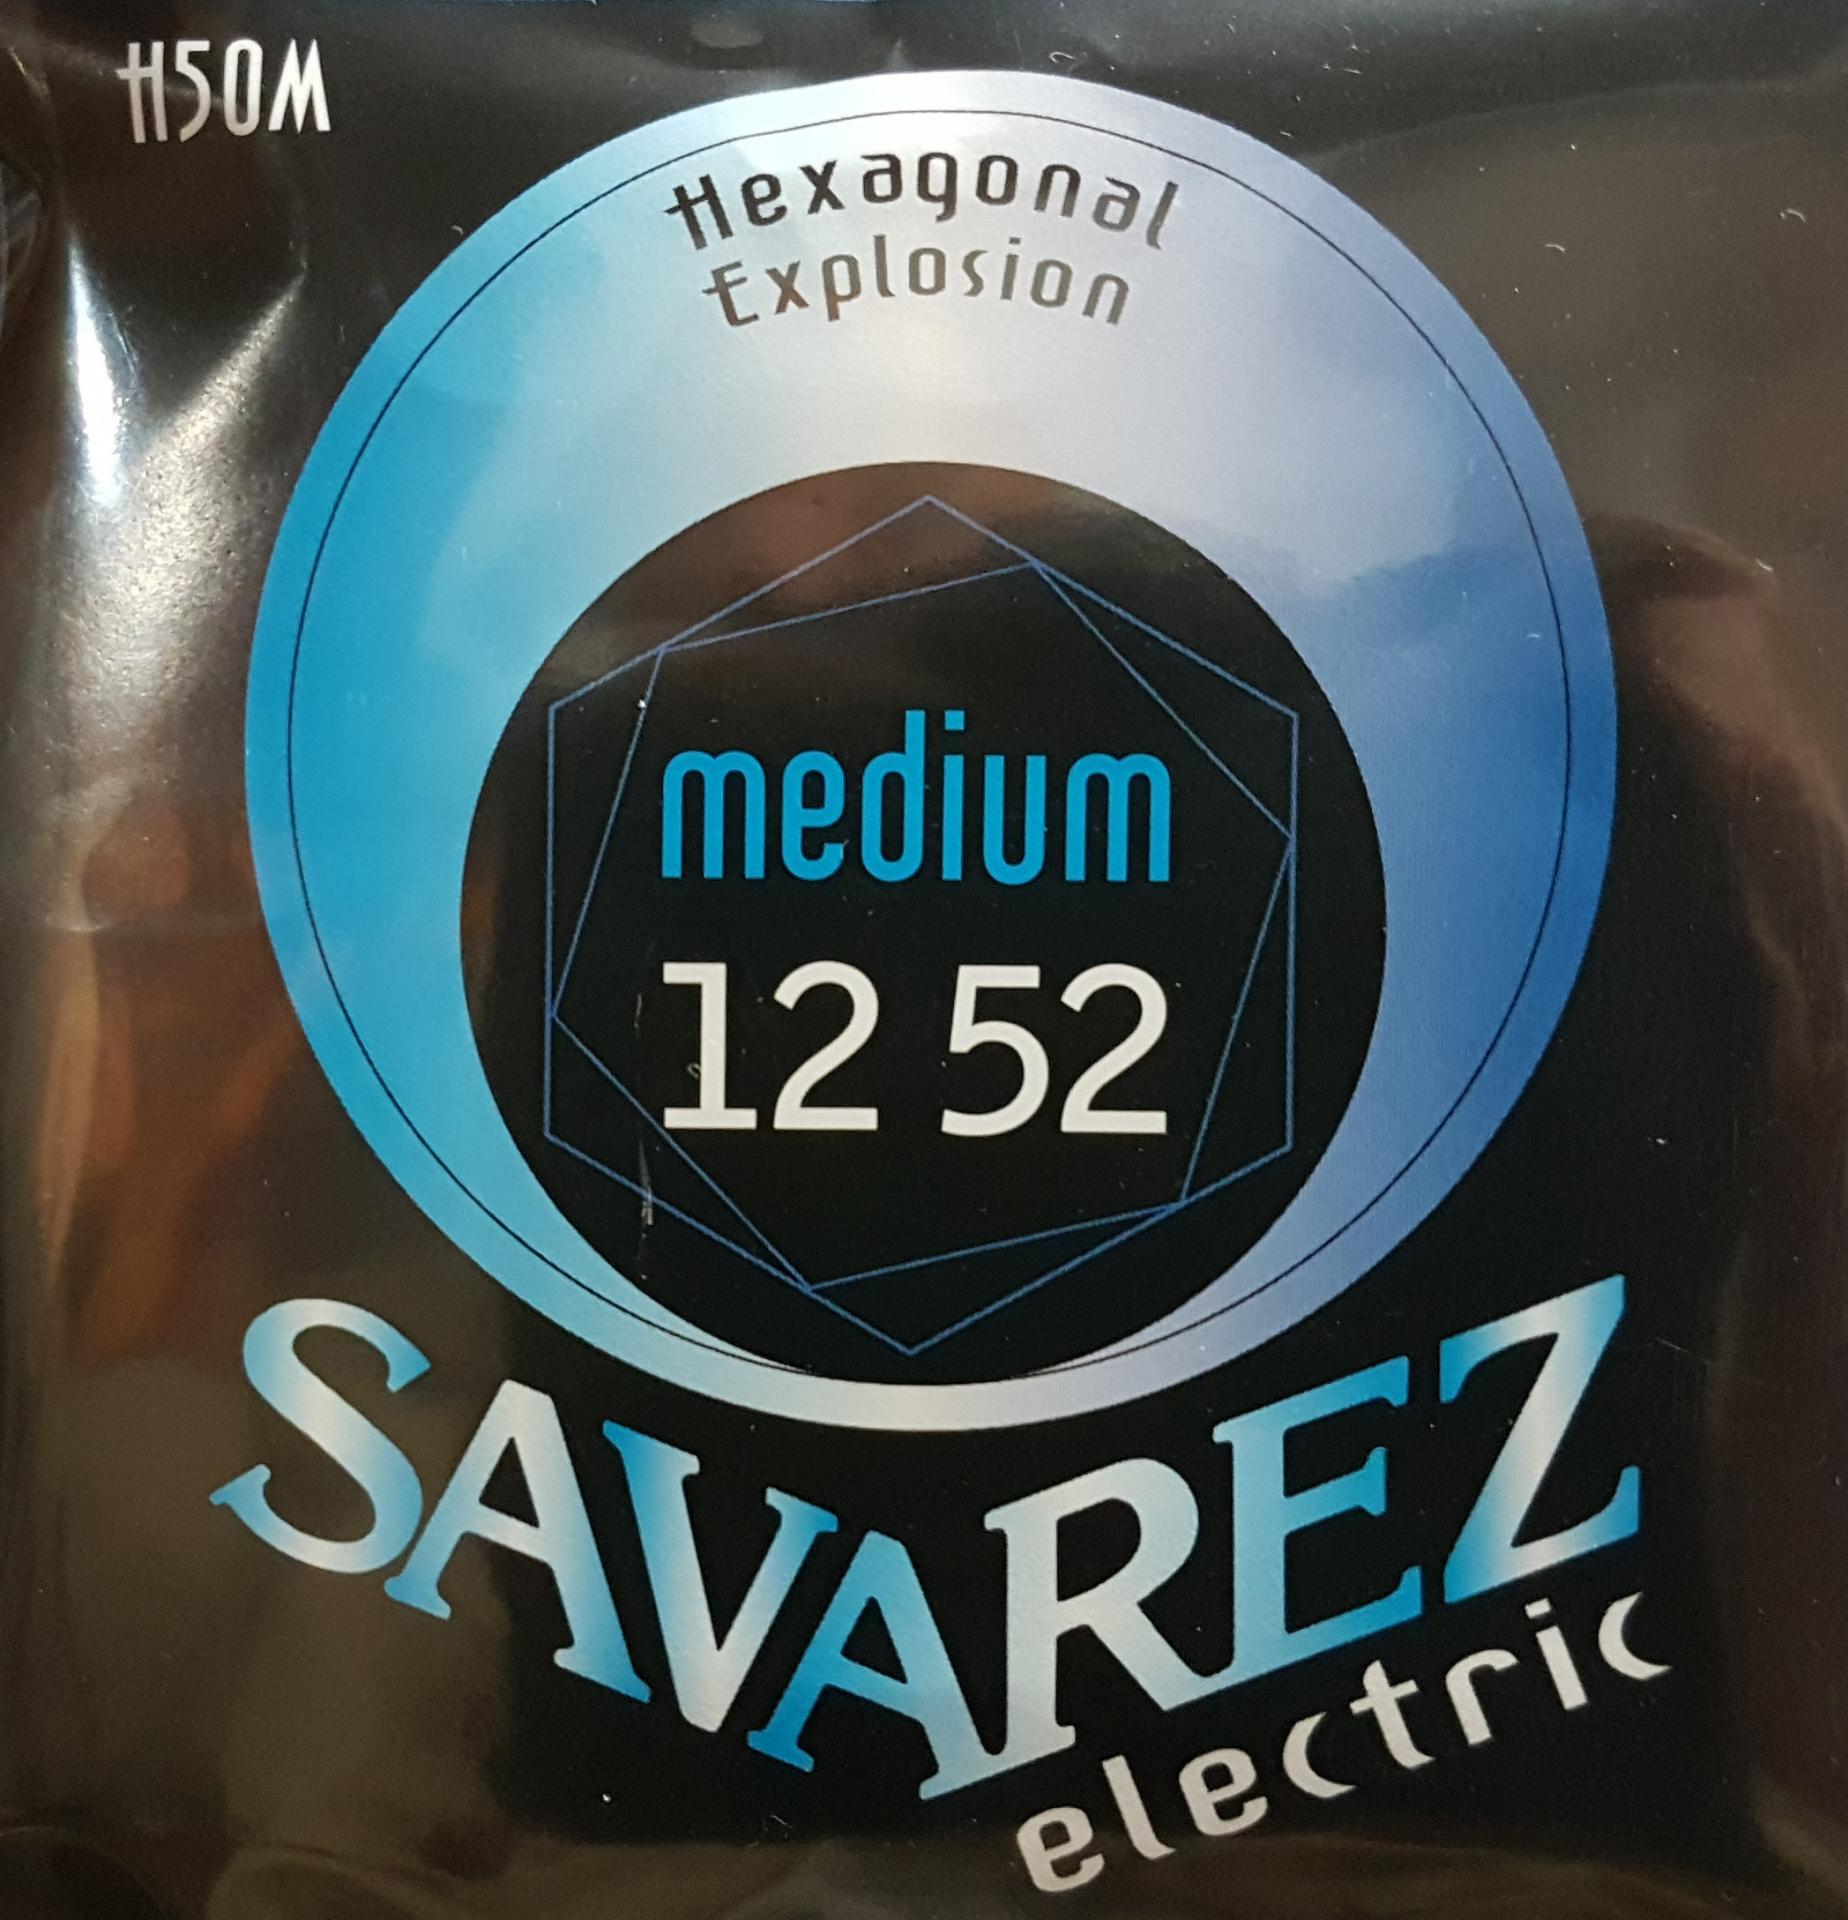 H50M
Hexagonal
Explosion
medium
12 52
SAVAREZ
electric